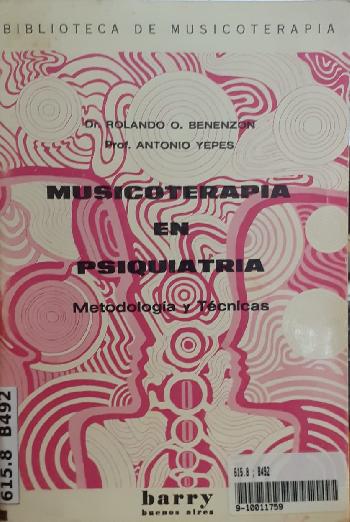 BIBLIOTECA DE MUSICOTERAPIA
Dr. ROLANDO O. BENENZON
Prof. ANTONIO YEPES
MUSICOTERAPIA
EN
PSIQUIATRIA
Metodología y Técnicas
615.8 B492
615.8 ; B492
9-10011759
barry
buenos aires